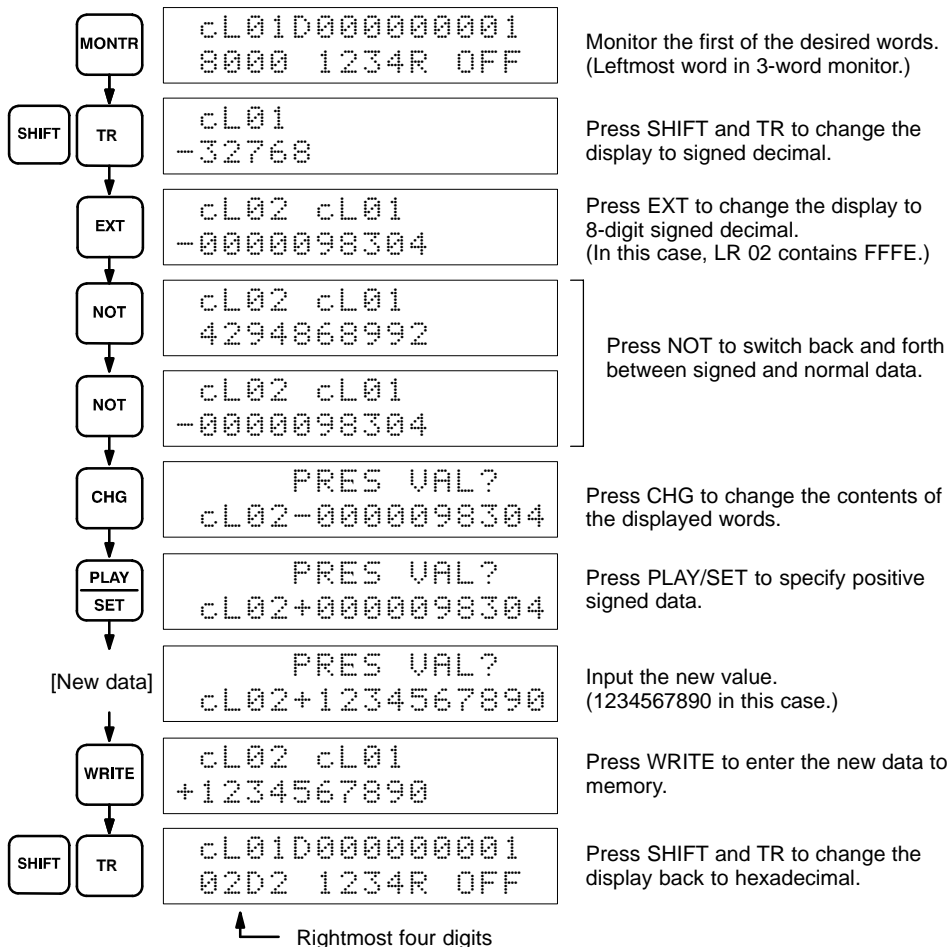 MONTR
cL01D000000001
8000 1234R OFF
Monitor the first of the desired words.
(Leftmost word in 3-word monitor.)
SHIFT TR
cL01
-32768
Press SHIFT and TR to change the
display to signed decimal.
EXT
cL02 cL01
-0000098304
Press EXT to change the display to
8-digit signed decimal.
(In this case, LR 02 contains FFFE.)
NOT
cL02 cL01
4294868992
Press NOT to switch back and forth
between signed and normal data.
NOT
cL02 cL01
-0000098304
CHG
PRES VAL?
cL02-0000098304
Press CHG to change the contents of
the displayed words.
PLAY
SET
PRES VAL?
cL02+0000098304
Press PLAY/SET to specify positive
signed data.
[New data]
PRES VAL?
cL02+1234567890
Input the new value.
(1234567890 in this case.)
WRITE
cL02 cL01
+1234567890
Press WRITE to enter the new data to
memory.
SHIFT TR
cL01D000000001
02D2 1234R OFF
Press SHIFT and TR to change the
display back to hexadecimal.
Rightmost four digits